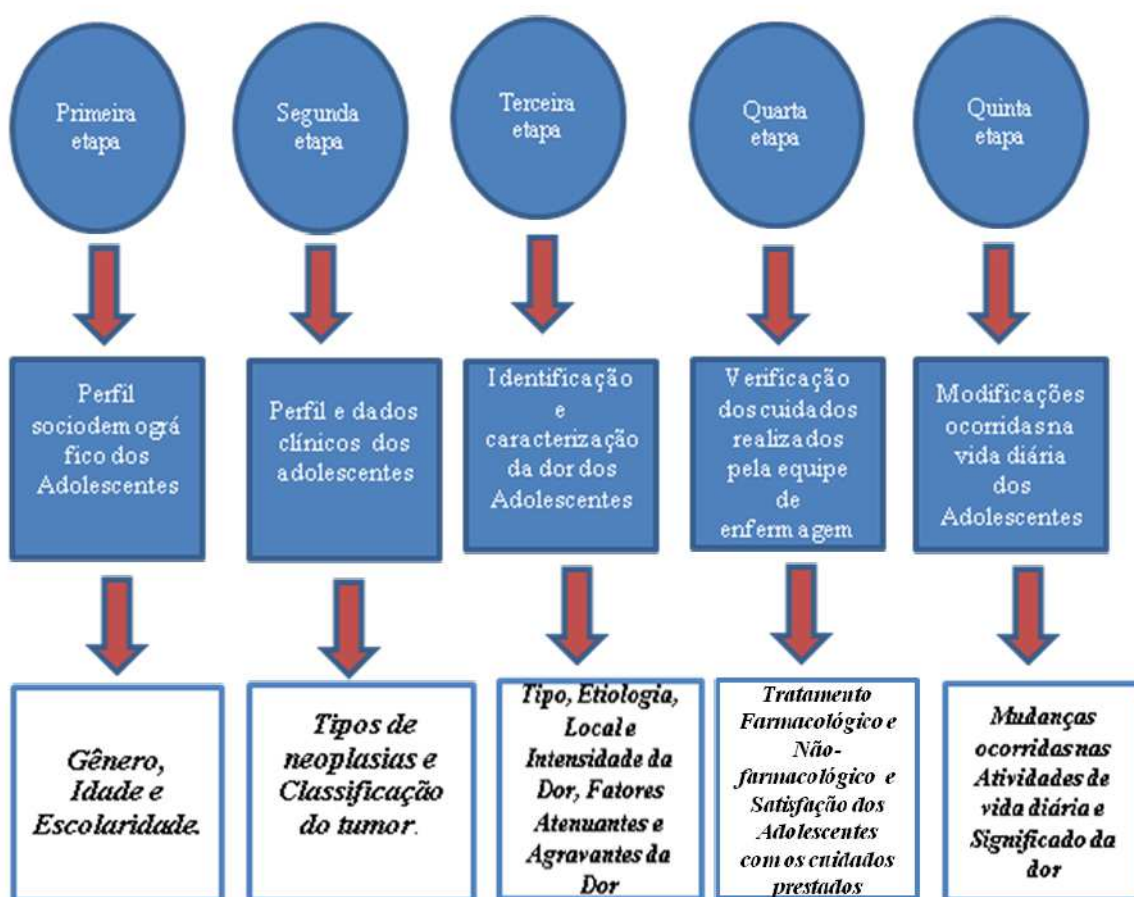 Primeira
etapa
Segunda
etapa
Terceira
etapa
Quarta
etapa
Quinta
etapa
Perfil
sociodemográ
fico dos
Adolescentes
Perfil e dados
clínicos dos
adolescentes
Identificação
e
caracterização
da dor dos
Adolescentes
Verificação
dos cuidados
realizados
pela equipe
de
enfermagem
Modificações
ocorridas na
vida diária
dos
Adolescentes
Gênero,
Idade e
Escolaridade.
Tipos de
neoplasias e
Classificação
do tumor.
Tipo, Etiologia,
Local e
Intensidade da
Dor, Fatores
Atenuantes e
Agravantes da
Dor
Tratamento
Farmacológico e
Não-
farmacológico e
Satisfação dos
Adolescentes
com os cuidados
prestados
Mudanças
ocorridas nas
Atividades de
vida diária e
Significado da
dor